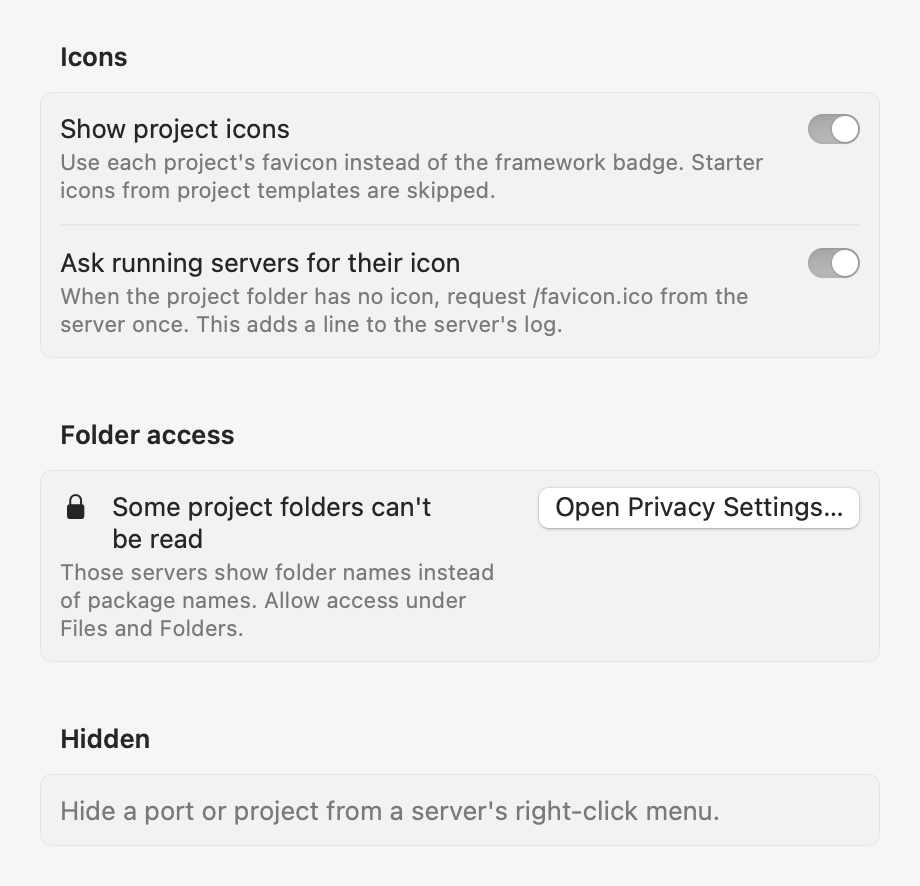 Icons
Show project icons
Use each project's favicon instead of the framework badge. Starter
icons from project templates are skipped.
Ask running servers for their icon
When the project folder has no icon, request /favicon.ico from the
server once. This adds a line to the server's log.
Folder access
Some project folders can't
be read
Open Privacy Settings...
Those servers show folder names instead
of package names. Allow access under
Files and Folders.
Hidden
Hide a port or project from a server's right-click menu.